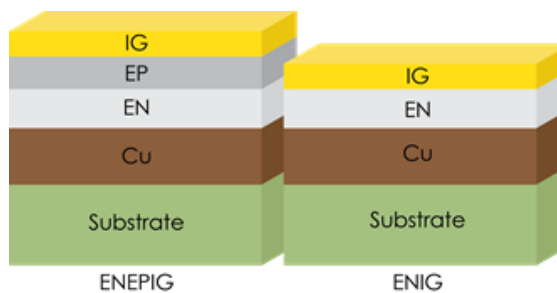 IG
EP
EN
Cu
Substrate
ENEPIG
IG
EN
Cu
Substrate
ENIG